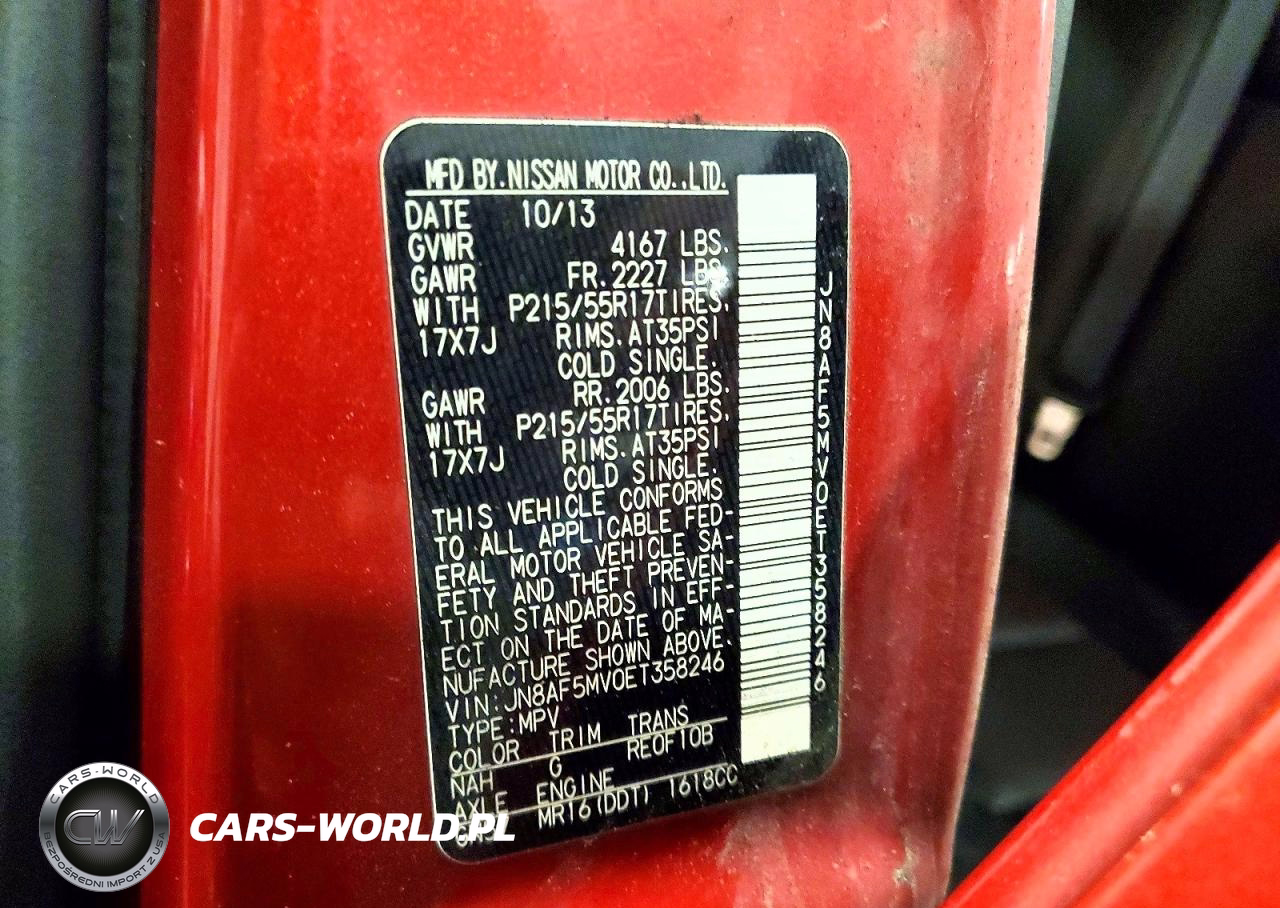 MFD BY.NISSAN MOTOR CO.,LTD.
DATE 10/13
GVWR 4167 LBS.
GAWR FR.2227 LBS.
WITH P215/55R17TIRES.
17X7J RIMS.AT35PSI
COLD SINGLE.
GAWR RR.2006 LBS.
WITH P215/55R17TIRES.
17X7J RIMS.AT35PSI
COLD SINGLE.
THIS VEHICLE CONFORMS
TO ALL APPLICABLE FED-
ERAL MOTOR VEHICLE SA-
FETY AND THEFT PREVEN-
TION STANDARDS IN EFF-
ECT ON THE DATE OF MA-
NUFACTURE SHOWN ABOVE.
VIN:JN8AF5MV0ET358246
TYPE:MPV
COLOR TRIM TRANS
NAH G RE0F10B
AXLE ENGINE
MR16(DDT) 1618CC
JN8AF5MV0ET358246
CARS-WORLD
CW
BEZPOŚREDNI IMPORT Z USA
CARS-WORLD.PL